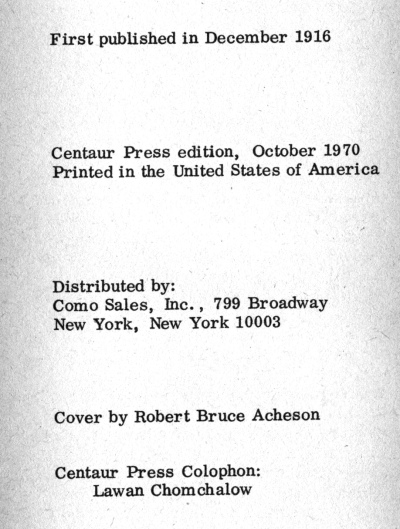 First published in December 1916
Centaur Press edition, October 1970
Printed in the United States of America
Distributed by:
Como Sales, Inc., 799 Broadway
New York, New York 10003
Cover by Robert Bruce Acheson
Centaur Press Colophon:
Lawan Chomchalow